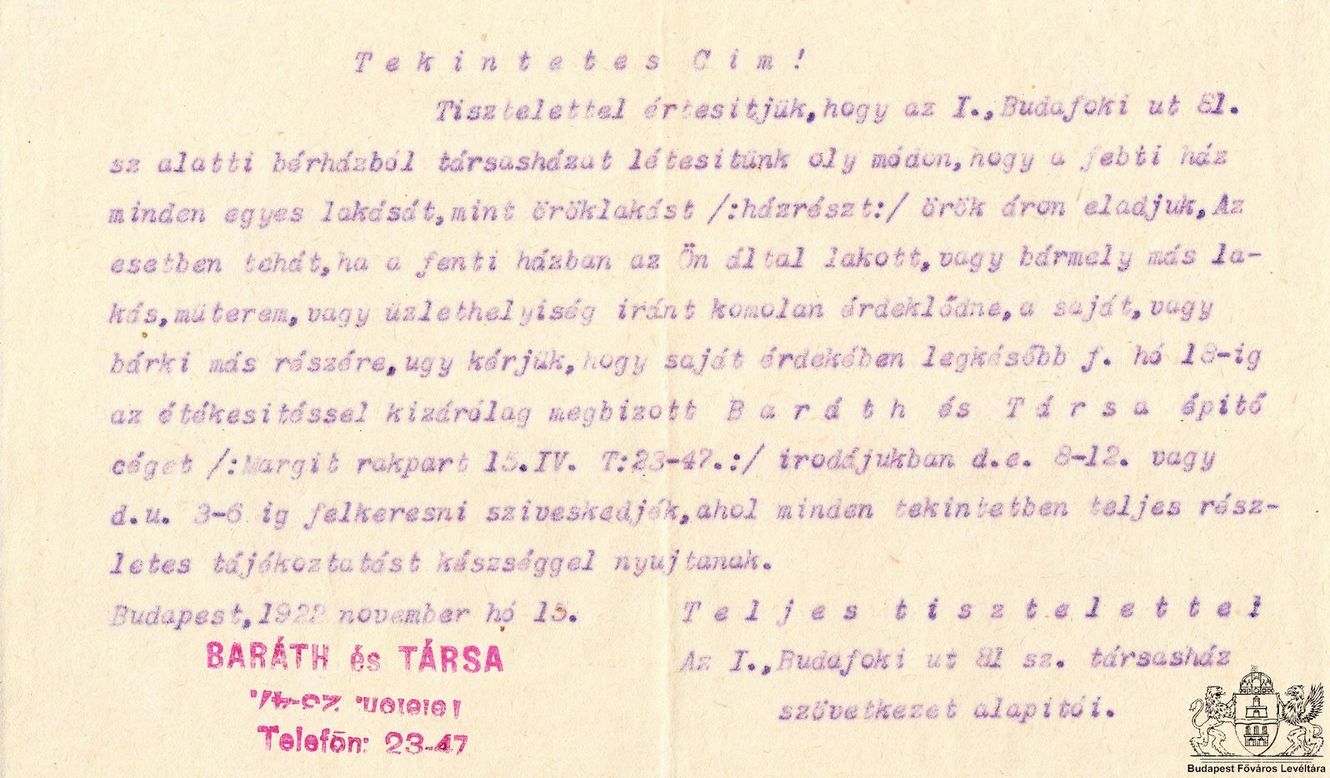 T e k i n t e t e s C i m !
Tisztelettel értesitjük,hogy az I.,Budafoki ut 81.
sz alatti bérházból társasházat létesitünk oly módon,hogy a febti ház
minden egyes lakását,mint öröklakást /:házrészt:/ örök áron eladjuk,Az
esetben tehát,ha a fenti házban az Ön által lakott,vagy bármely más la-
kás,müterem,vagy üzlethelyiség iránt komolan érdeklődne,a saját,vagy
bárki más részére,ugy kérjük,hogy saját érdekében legkésőbb f. hó 18-ig
az étékesitéssel kizárólag megbizott B a r á t h és T á r s a épitő
céget /:Margit rakpart 15.IV. T:23-47.:/ irodájukban d.e. 8-12. vagy
d.u. 3-6 ig felkeresni sziveskedjék,ahol minden tekintetben teljes rész-
letes tájékoztatást készséggel nyujtanak.
Budapest,1922 november hó 15. T e l j e s t i s z t e l e t t e l
BARÁTH és TÁRSA Az I.,Budafoki ut 81 sz. társasház
szövetkezet alapitói.
Telefon: 23-47
Budapest Főváros Levéltára